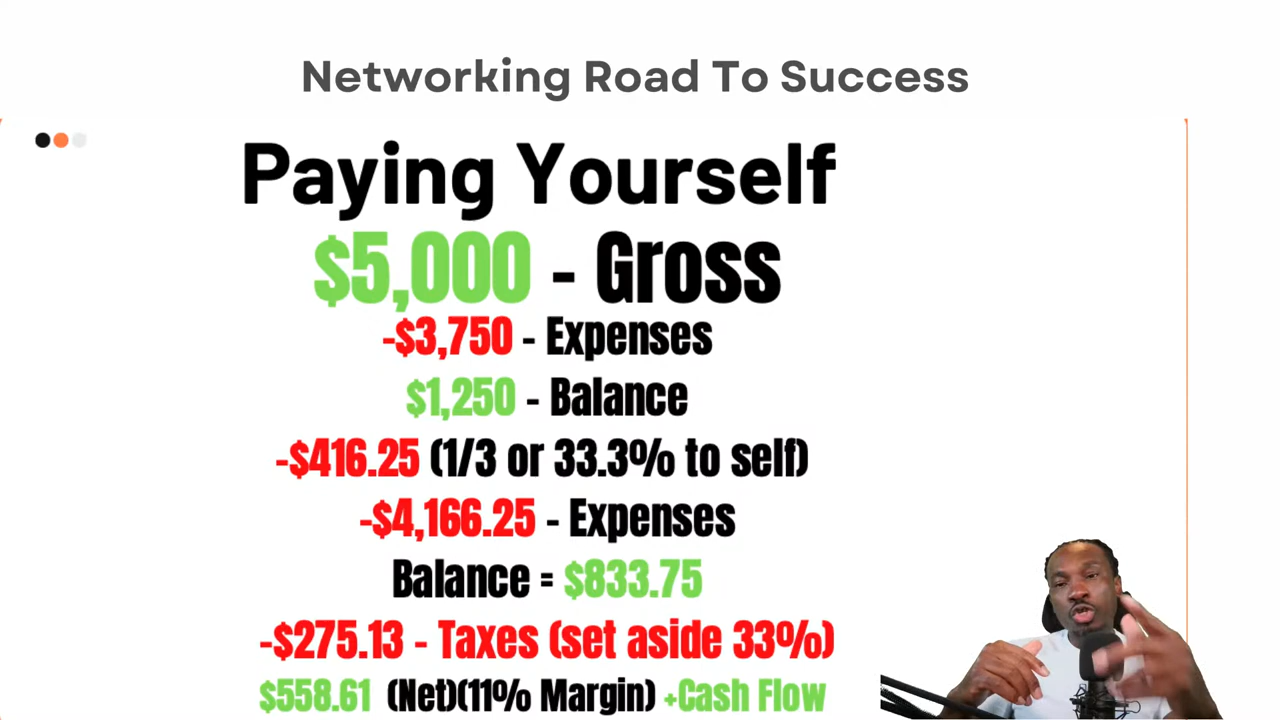 Networking Road To Success
Paying Yourself
$5,000 - Gross
-$3,750 - Expenses
$1,250 - Balance
-$416.25 (1/3 or 33.3% to self)
-$4,166.25 - Expenses
Balance = $833.75
-$275.13 - Taxes (set aside 33%)
$558.61 (Net)(11% Margin) +Cash Flow